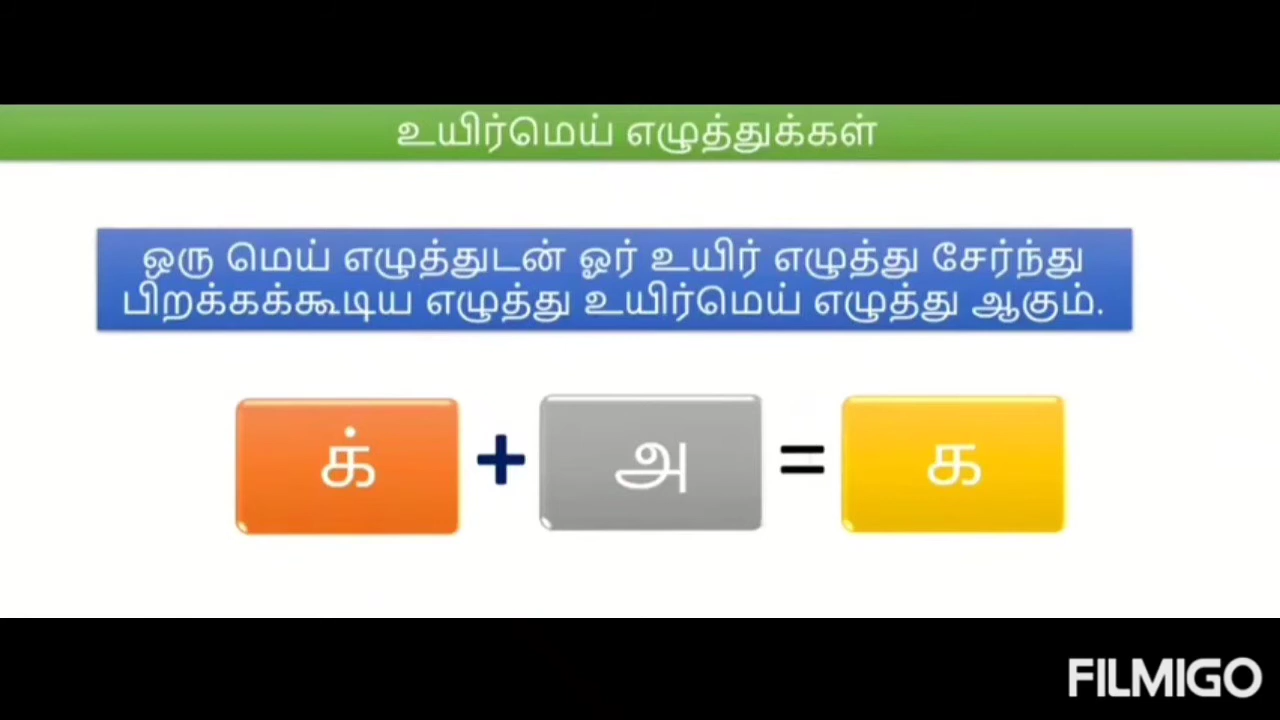 உயிர்மெய் எழுத்துக்கள்
ஒரு மெய் எழுத்துடன் ஓர் உயிர் எழுத்து சேர்ந்து
பிறக்கக்கூடிய எழுத்து உயிர்மெய் எழுத்து ஆகும்.
க் + அ = க
FILMIGO